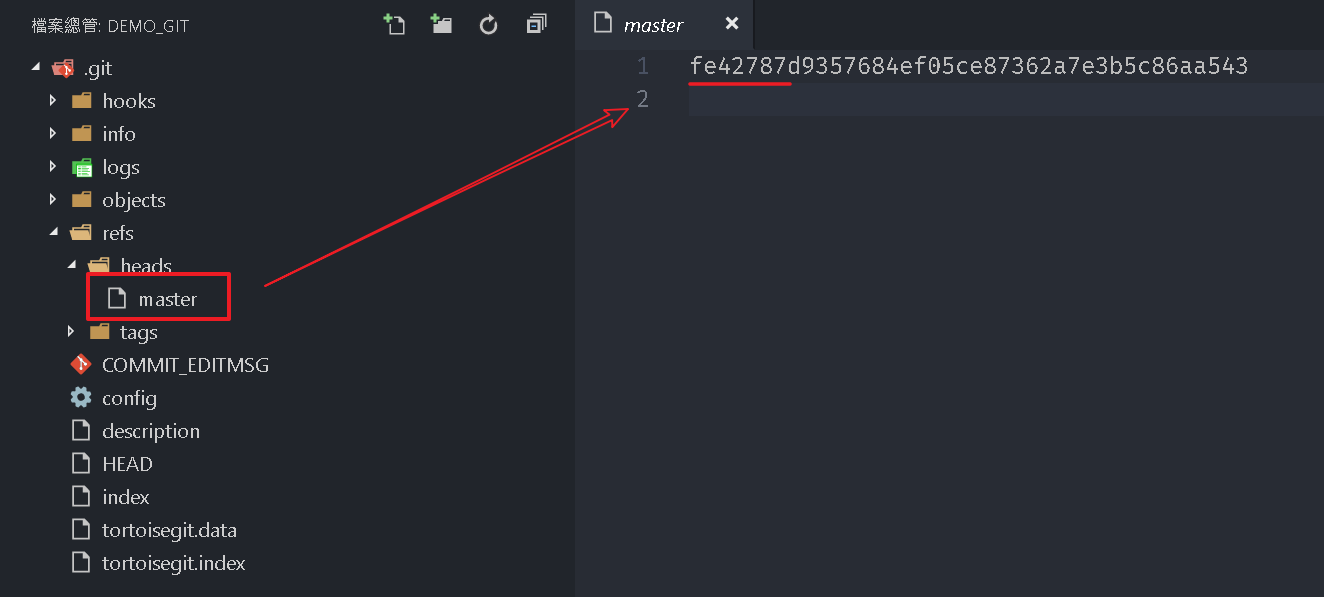 檔案總管: DEMO_GIT
.git
hooks
info
logs
objects
refs
heads
master
tags
COMMIT_EDITMSG
config
description
HEAD
index
tortoisegit.data
tortoisegit.index
master
1 fe42787d9357684ef05ce87362a7e3b5c86aa543
2